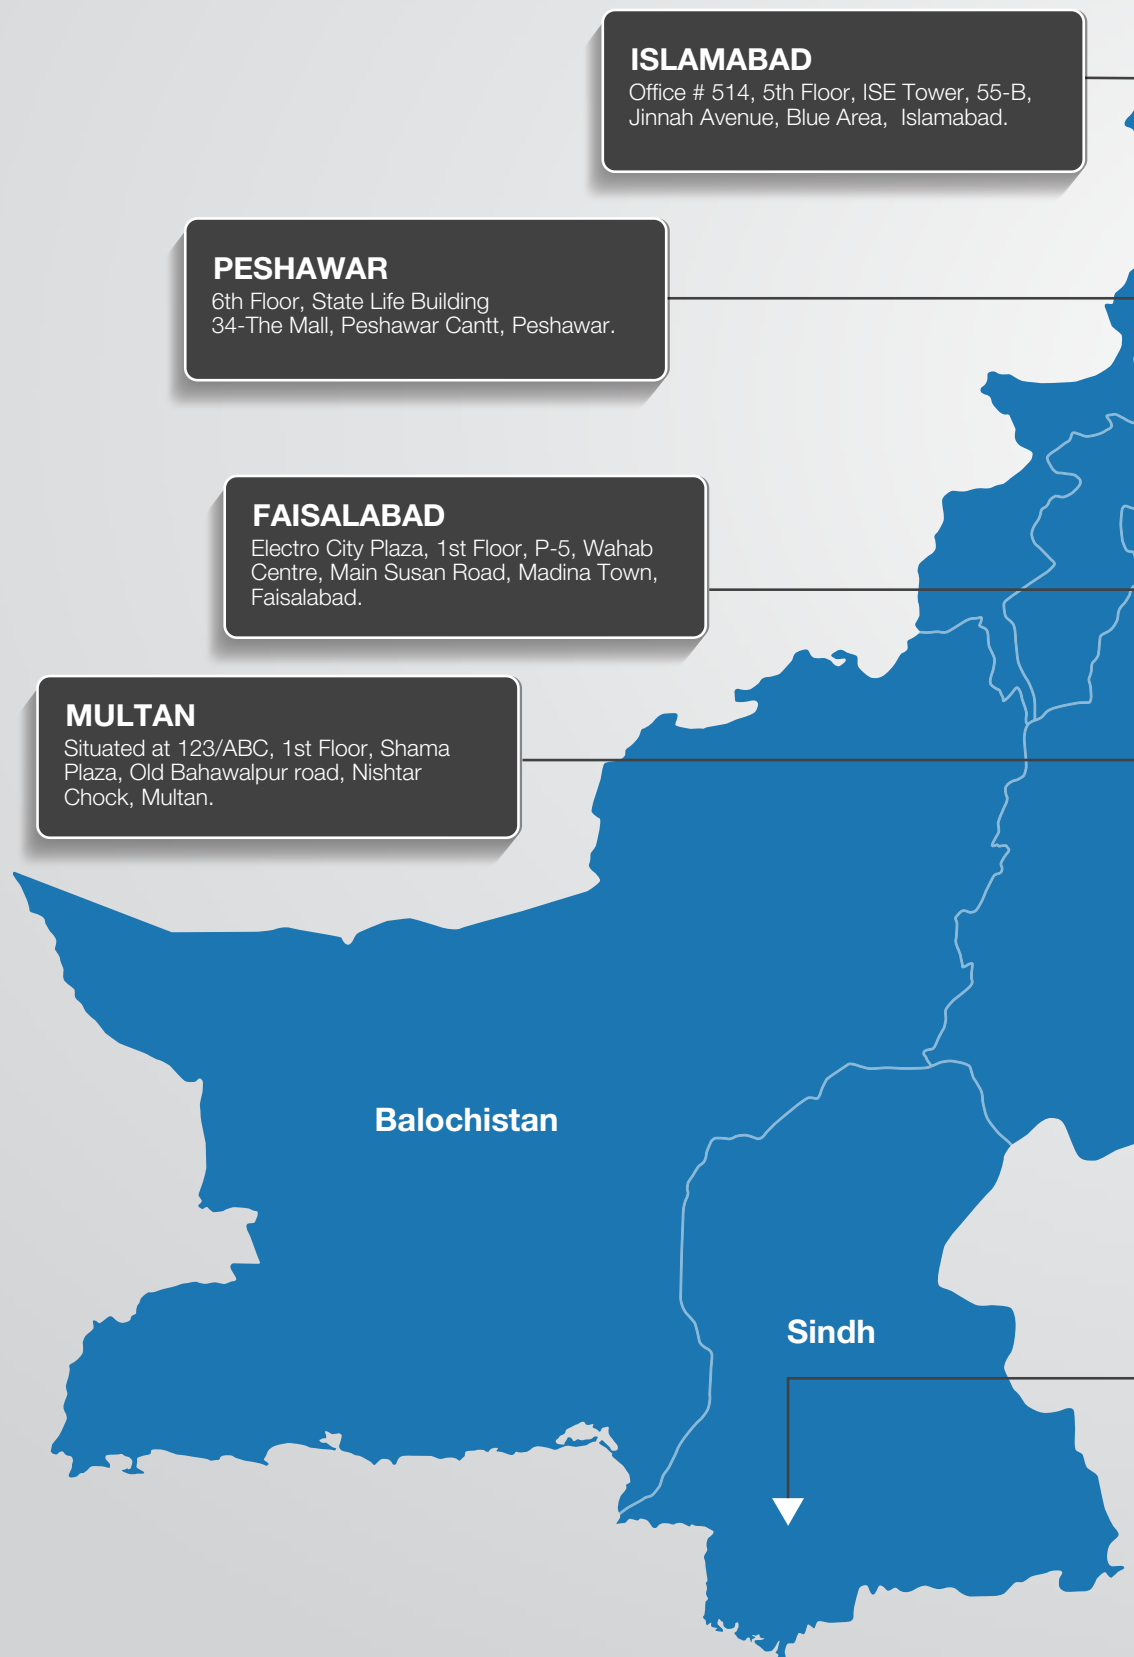 ISLAMABAD
Office # 514, 5th Floor, ISE Tower, 55-B,
Jinnah Avenue, Blue Area, Islamabad.
PESHAWAR
6th Floor, State Life Building
34-The Mall, Peshawar Cantt, Peshawar.
FAISALABAD
Electro City Plaza, 1st Floor, P-5, Wahab
Centre, Main Susan Road, Madina Town,
Faisalabad.
MULTAN
Situated at 123/ABC, 1st Floor, Shama
Plaza, Old Bahawalpur road, Nishtar
Chock, Multan.
Balochistan
Sindh